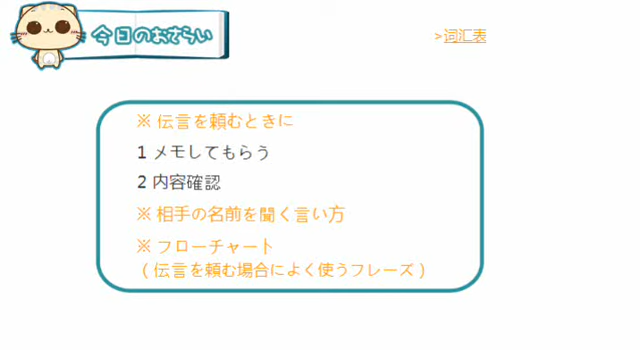 今日のおさらい
>词汇表
※ 伝言を頼むときに
1 メモしてもらう
2 内容確認
※ 相手の名前を聞く言い方
※ フローチャート
（伝言を頼む場合によく使うフレーズ）